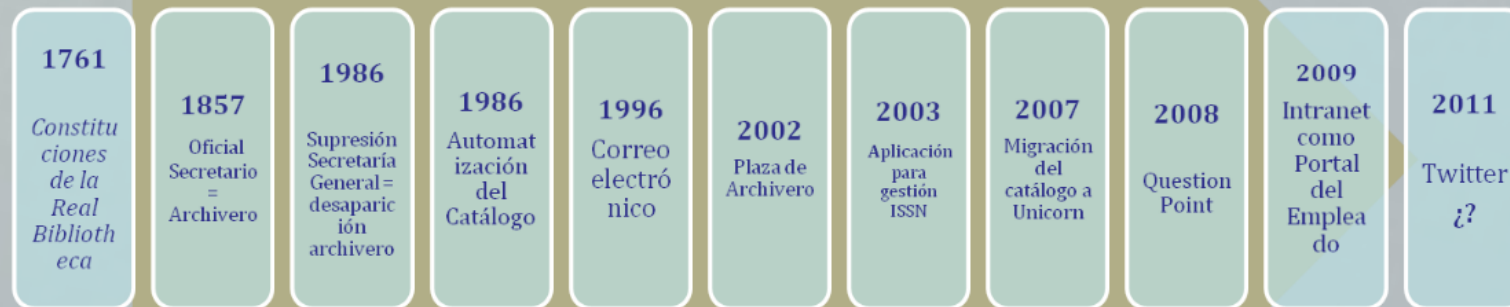 1761
Constitu
ciones
de la
Real
Biblioth
eca
1857
Oficial
Secretario
=
Archivero
1986
Supresión
Secretaría
General=
desaparic
ión
archivero
1986
Automat
ización
del
Catálogo
1996
Correo
electró
nico
2002
Plaza de
Archivero
2003
Aplicación
para
gestión
ISSN
2007
Migración
del
catálogo a
Unicorn
2008
Question
Point
2009
Intranet
como
Portal
del
Emplea
do
2011
Twitter
¿?